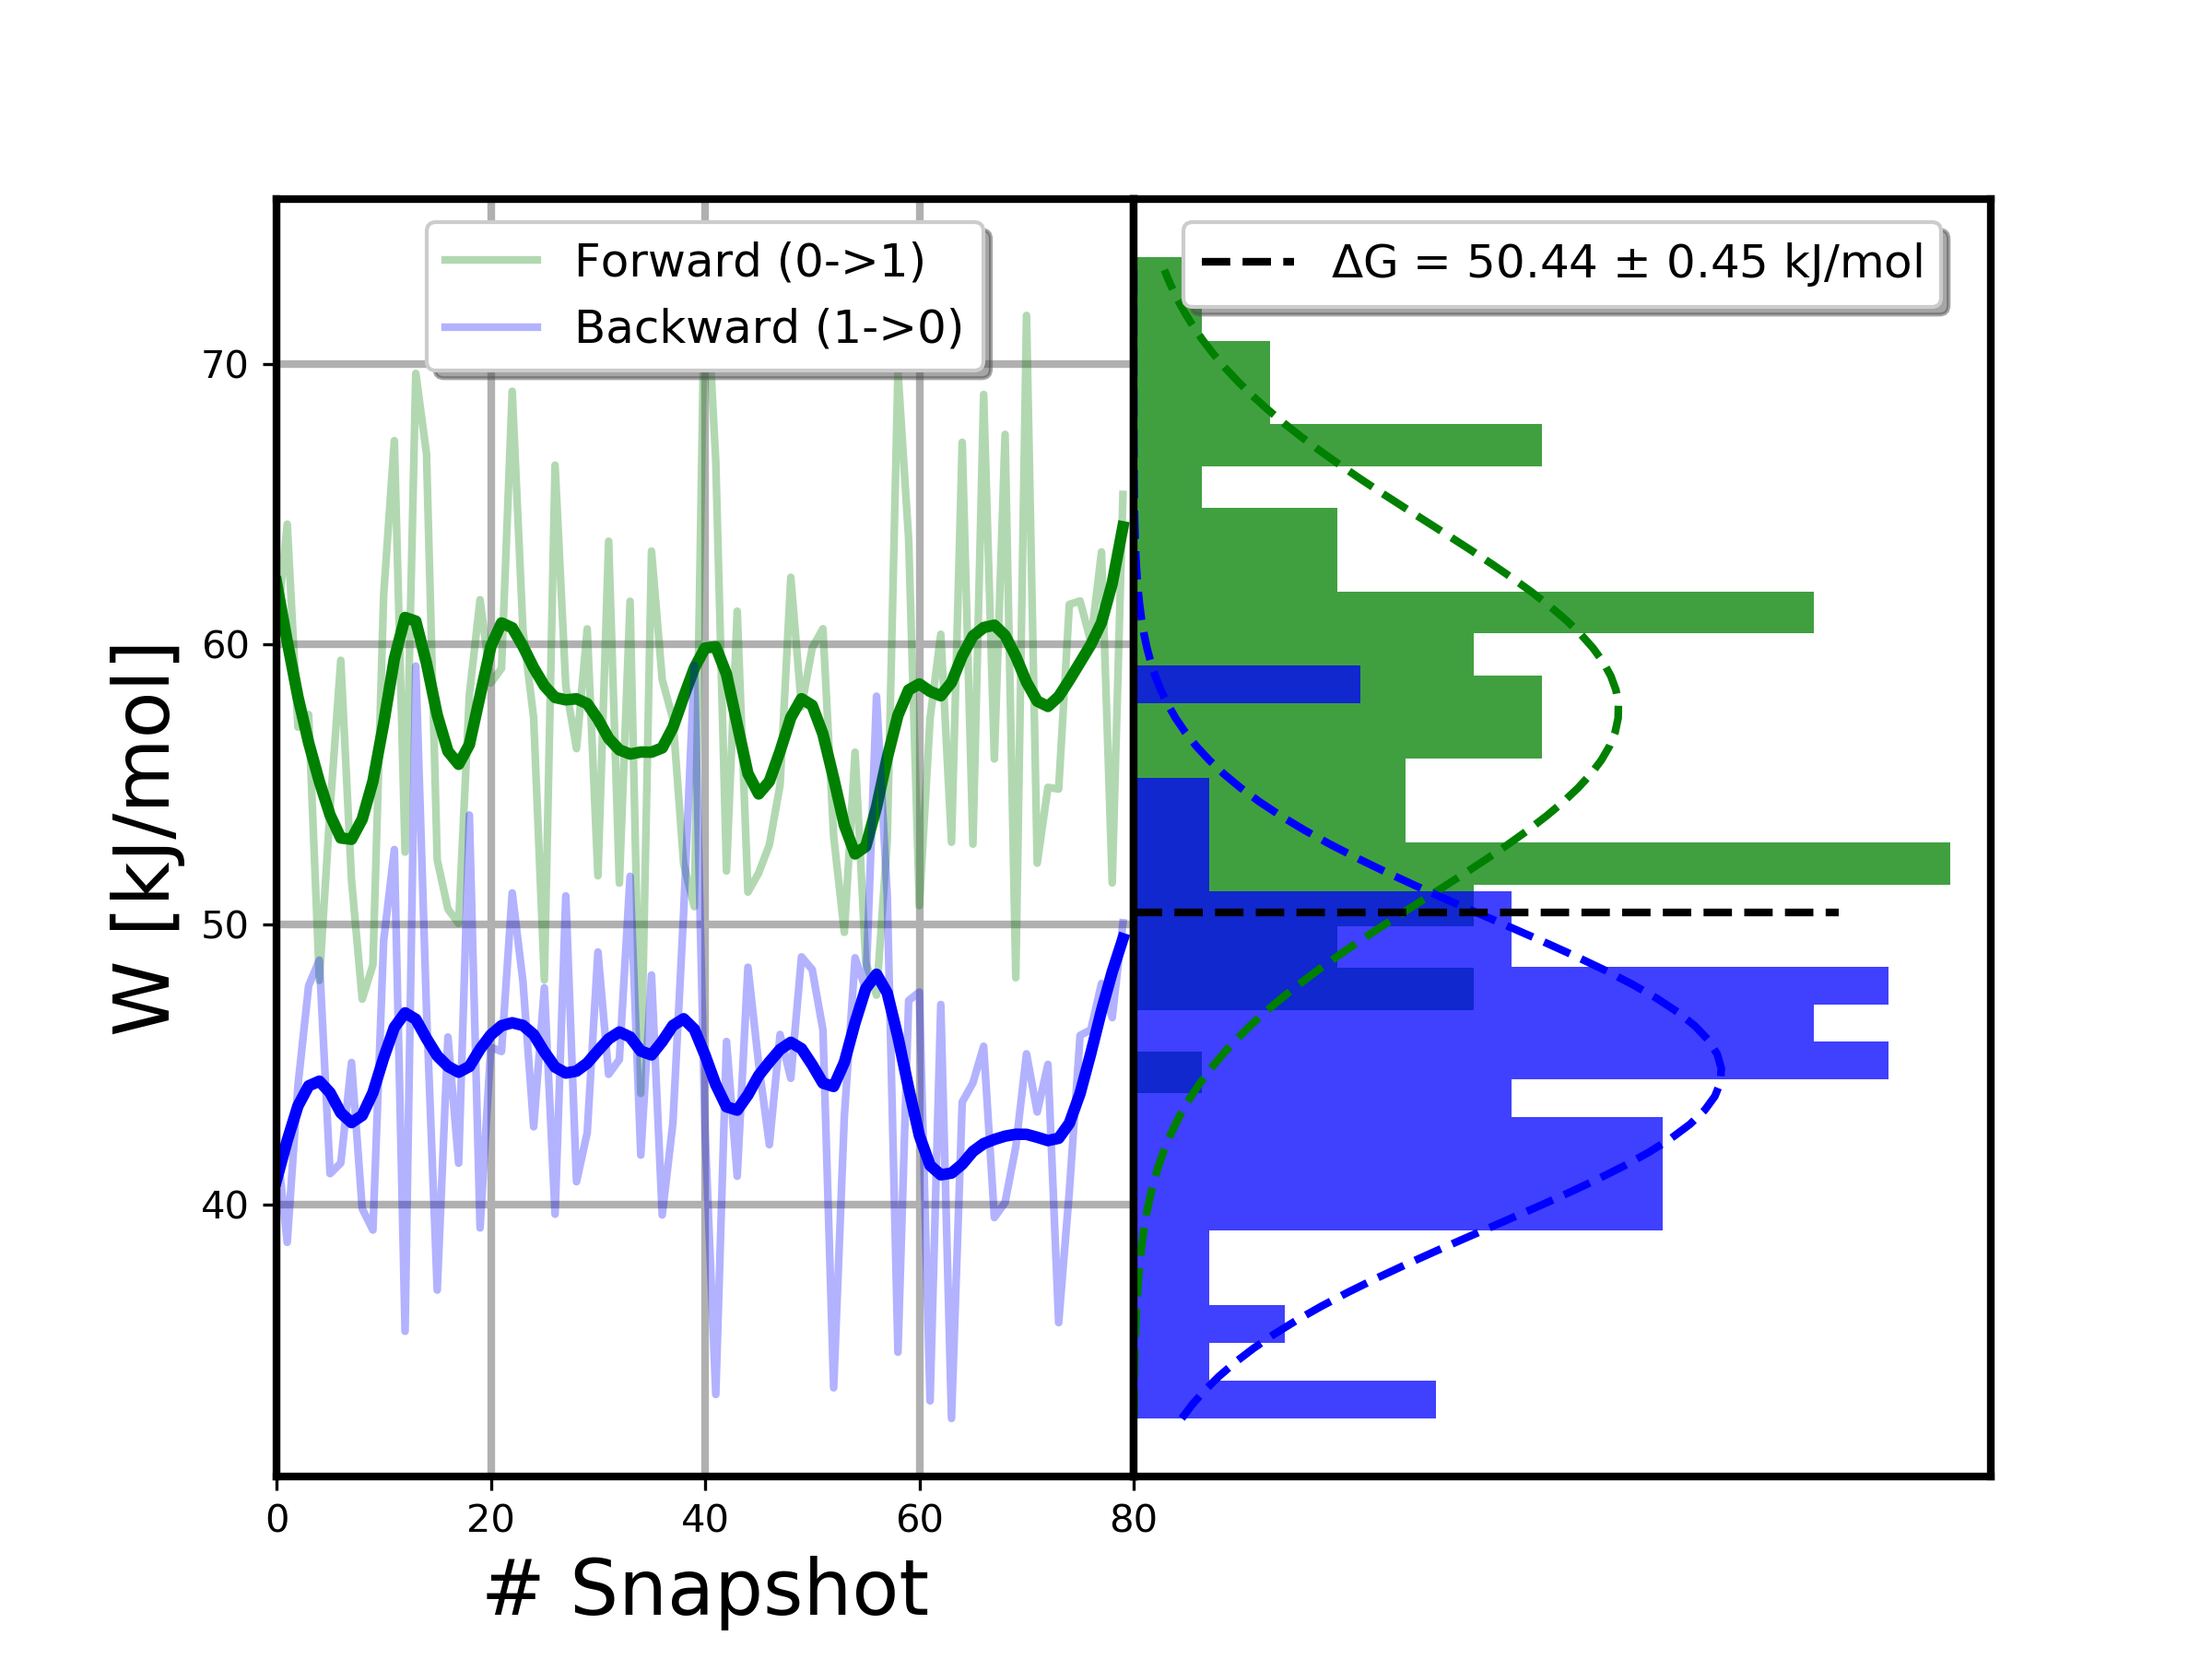 Forward (0->1)
Backward (1->0)
ΔG = 50.44 ± 0.45 kJ/mol
W [kJ/mol]
70
60
50
40
0 20 40 60 80
# Snapshot